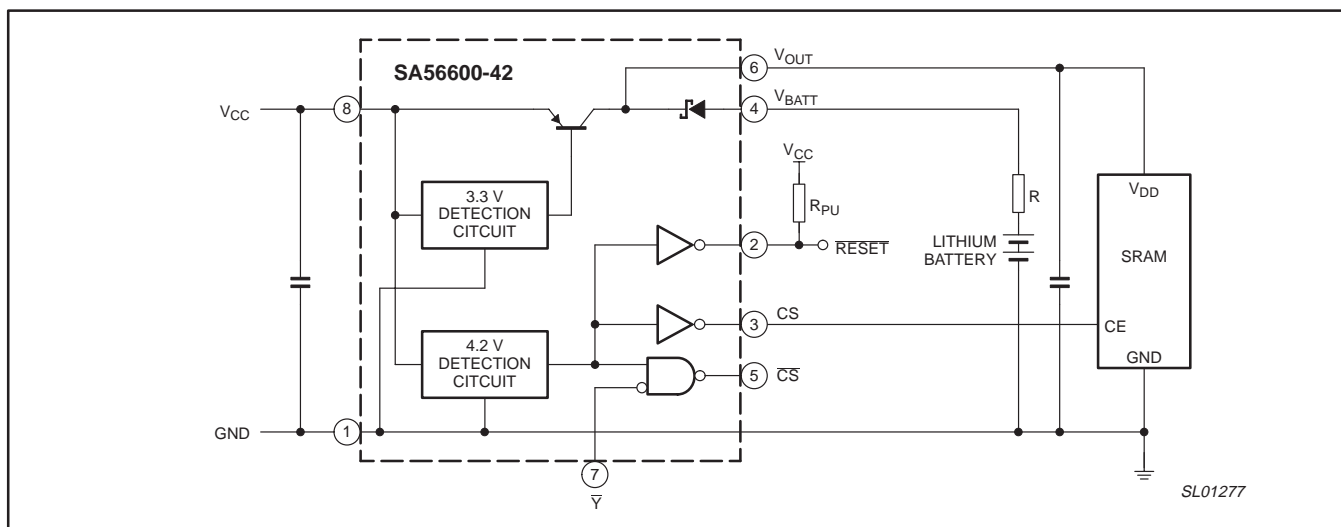 SA56600-42
VCC
8
6
VOUT
4
VBATT
3.3 V
DETECTION
CITCUIT
VCC
RPU
2
RESET
R
LITHIUM
BATTERY
VDD
SRAM
CE
GND
3
CS
4.2 V
DETECTION
CITCUIT
5
CS
GND
1
7
Y
SL01277